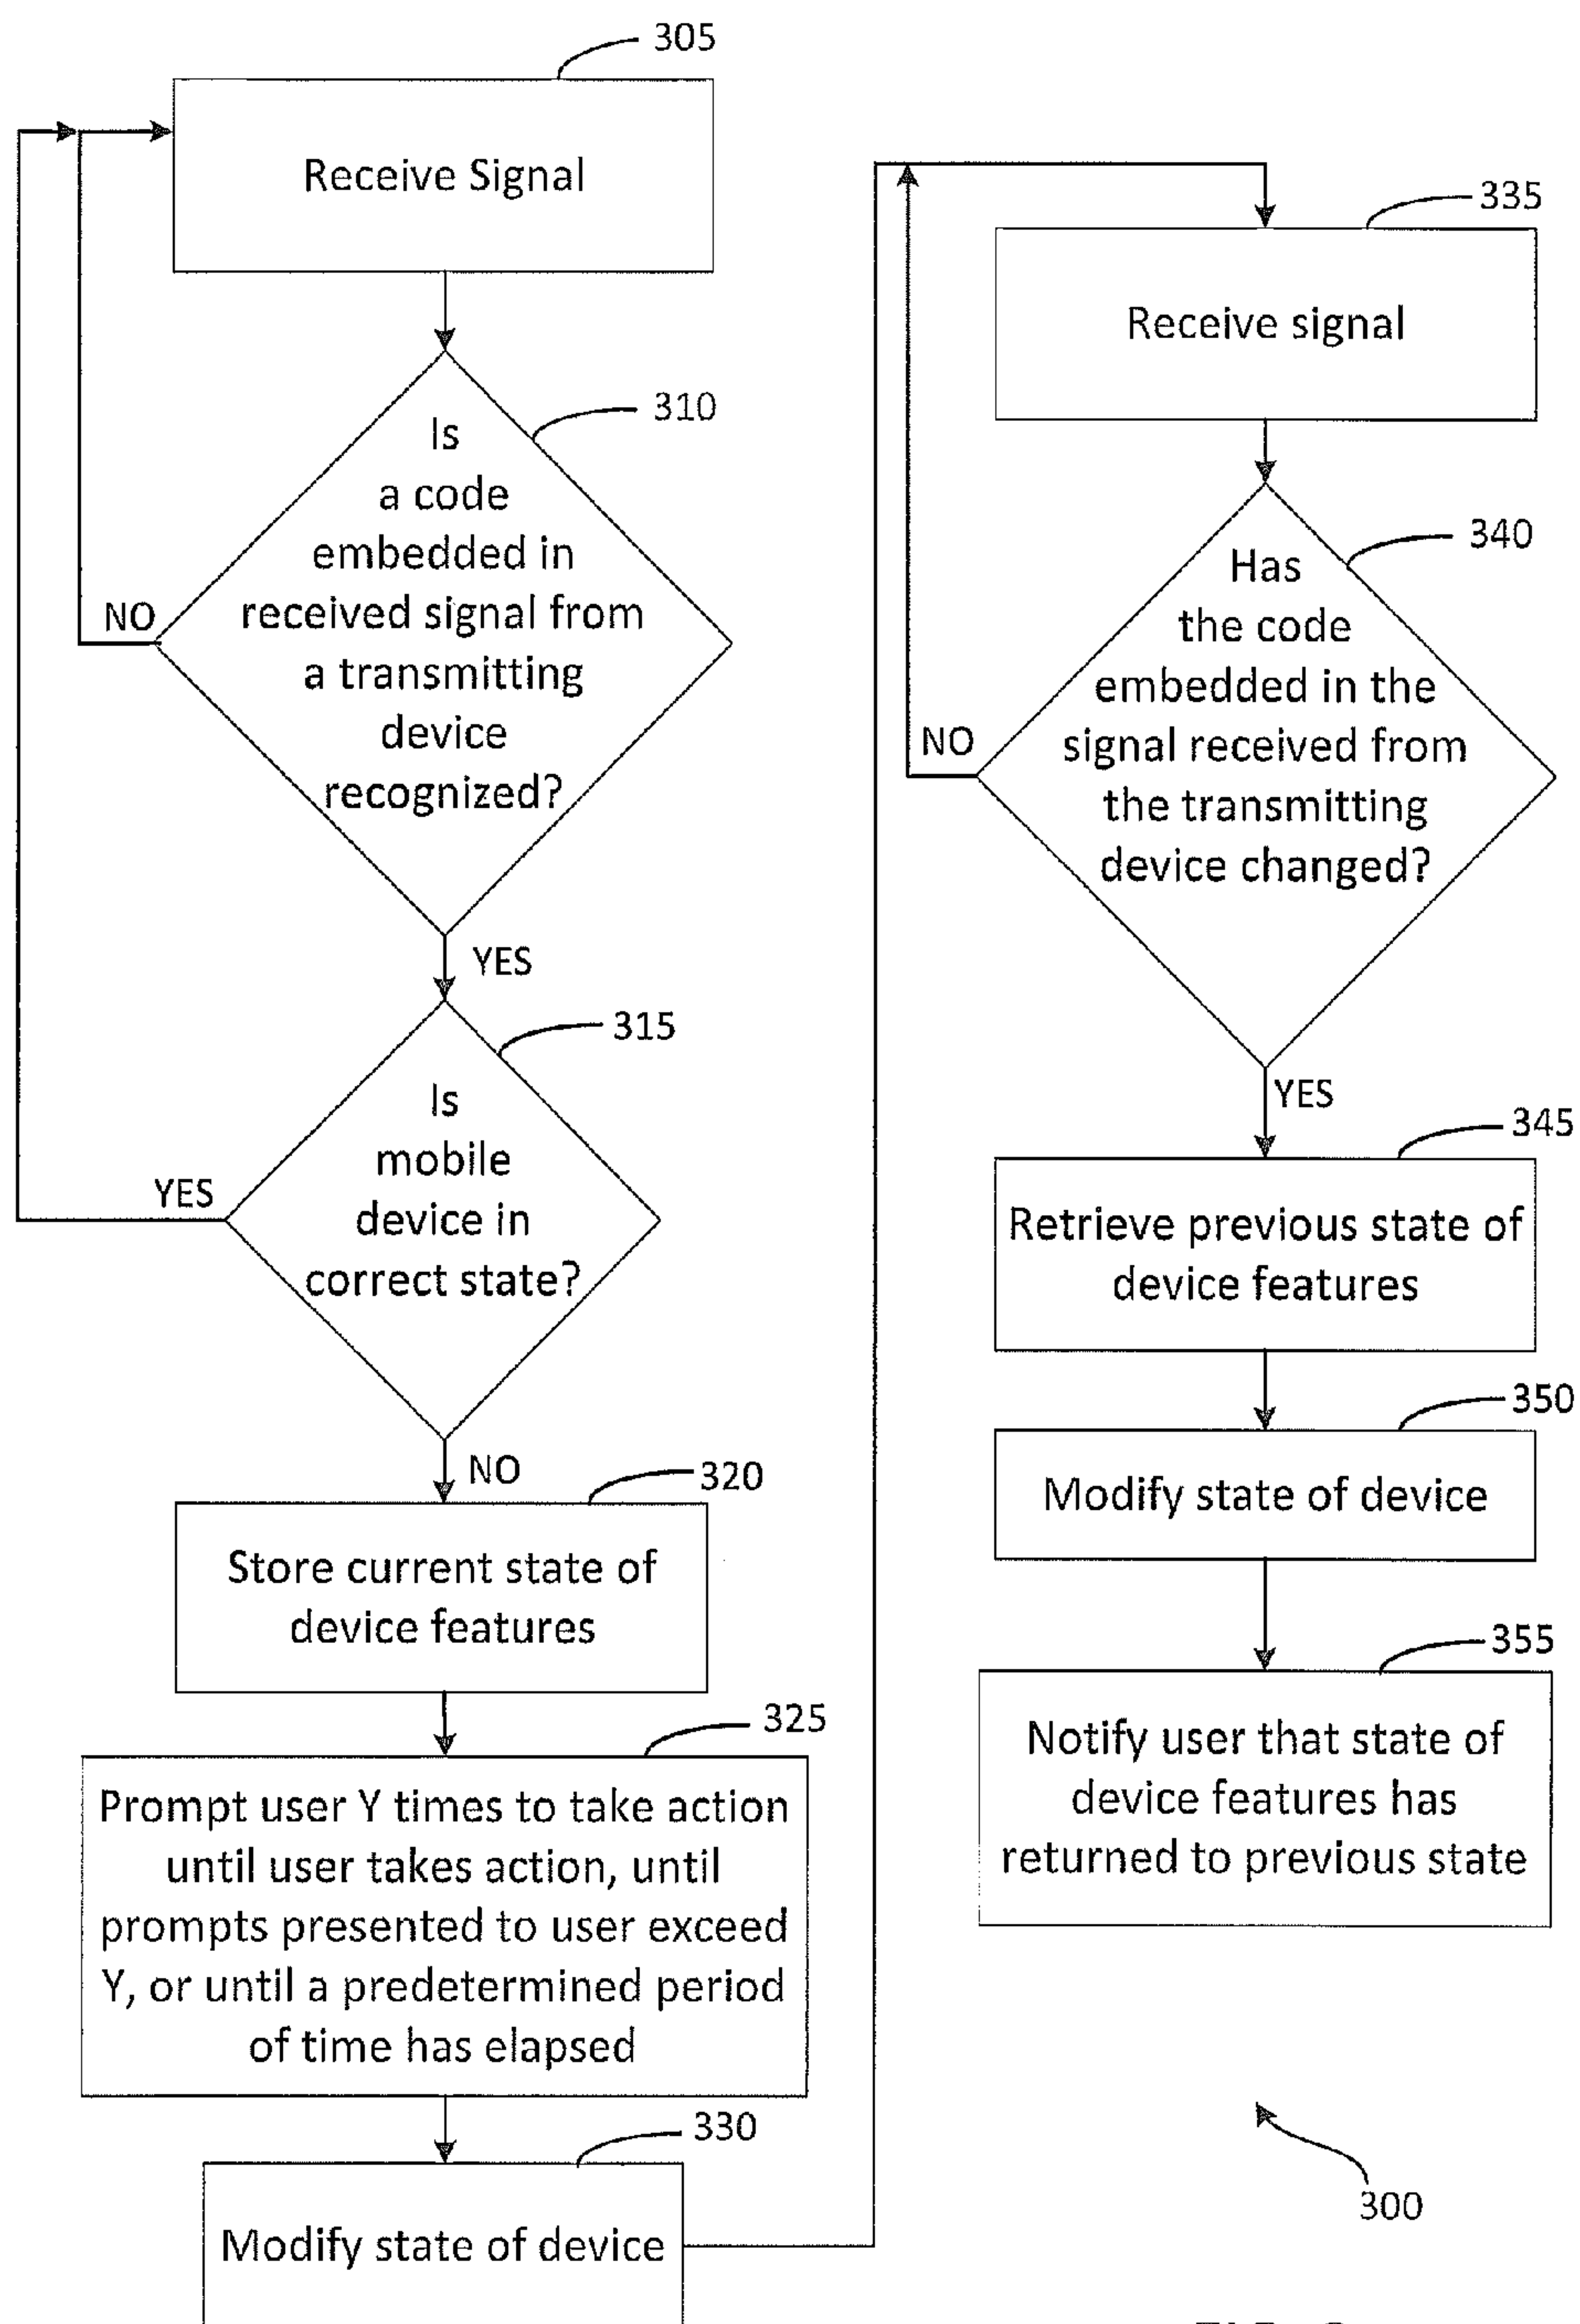 305
Receive Signal
310
Is
a code
embedded in
received signal from
a transmitting
device
recognized?
NO
YES
315
Is
mobile
device in
correct state?
YES
NO
320
Store current state of
device features
325
Prompt user Y times to take action
until user takes action, until
prompts presented to user exceed
Y, or until a predetermined period
of time has elapsed
330
Modify state of device
335
Receive signal
340
Has
the code
embedded in the
signal received from
the transmitting
device changed?
NO
YES
345
Retrieve previous state of
device features
350
Modify state of device
355
Notify user that state of
device features has
returned to previous state
300